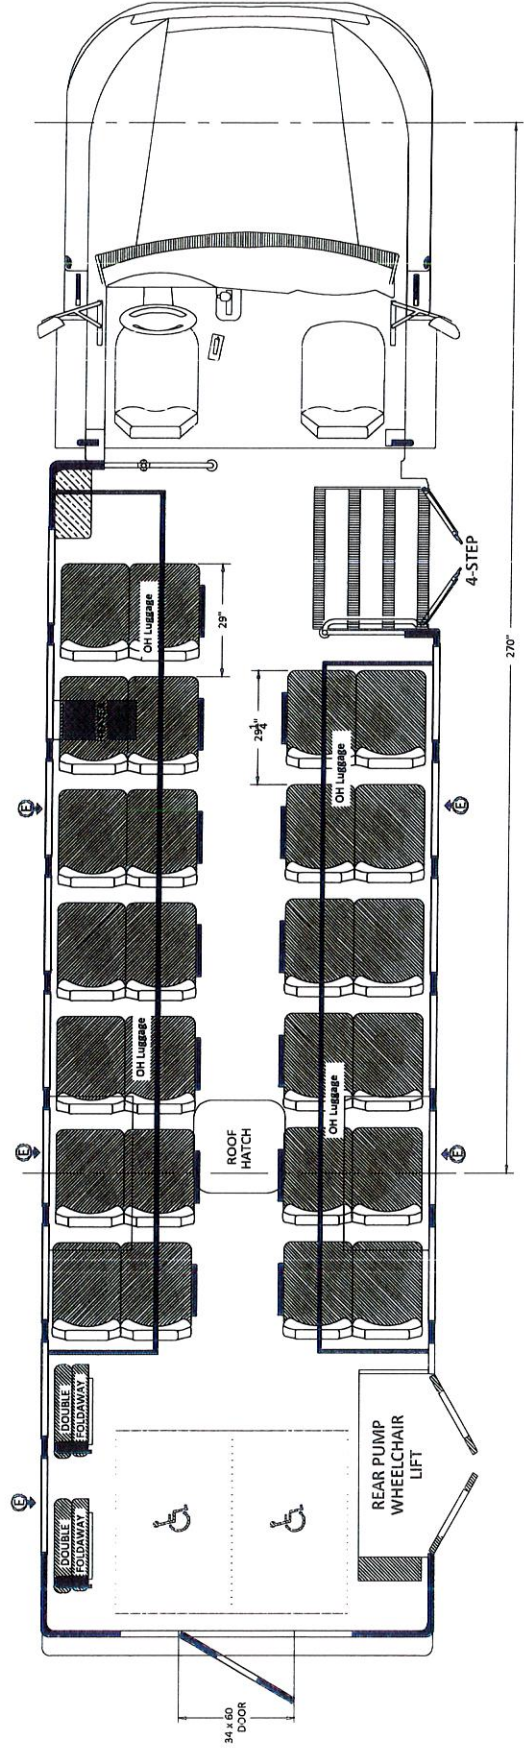 4-STEP
270"
OH Luggage
29"
29¼"
OH Luggage
HEATER
E
E
OH Luggage
OH Luggage
ROOF
HATCH
E
E
DOUBLE
FOLDAWAY
E
DOUBLE
FOLDAWAY
REAR PUMP
WHEELCHAIR
LIFT
34 x 60
DOOR